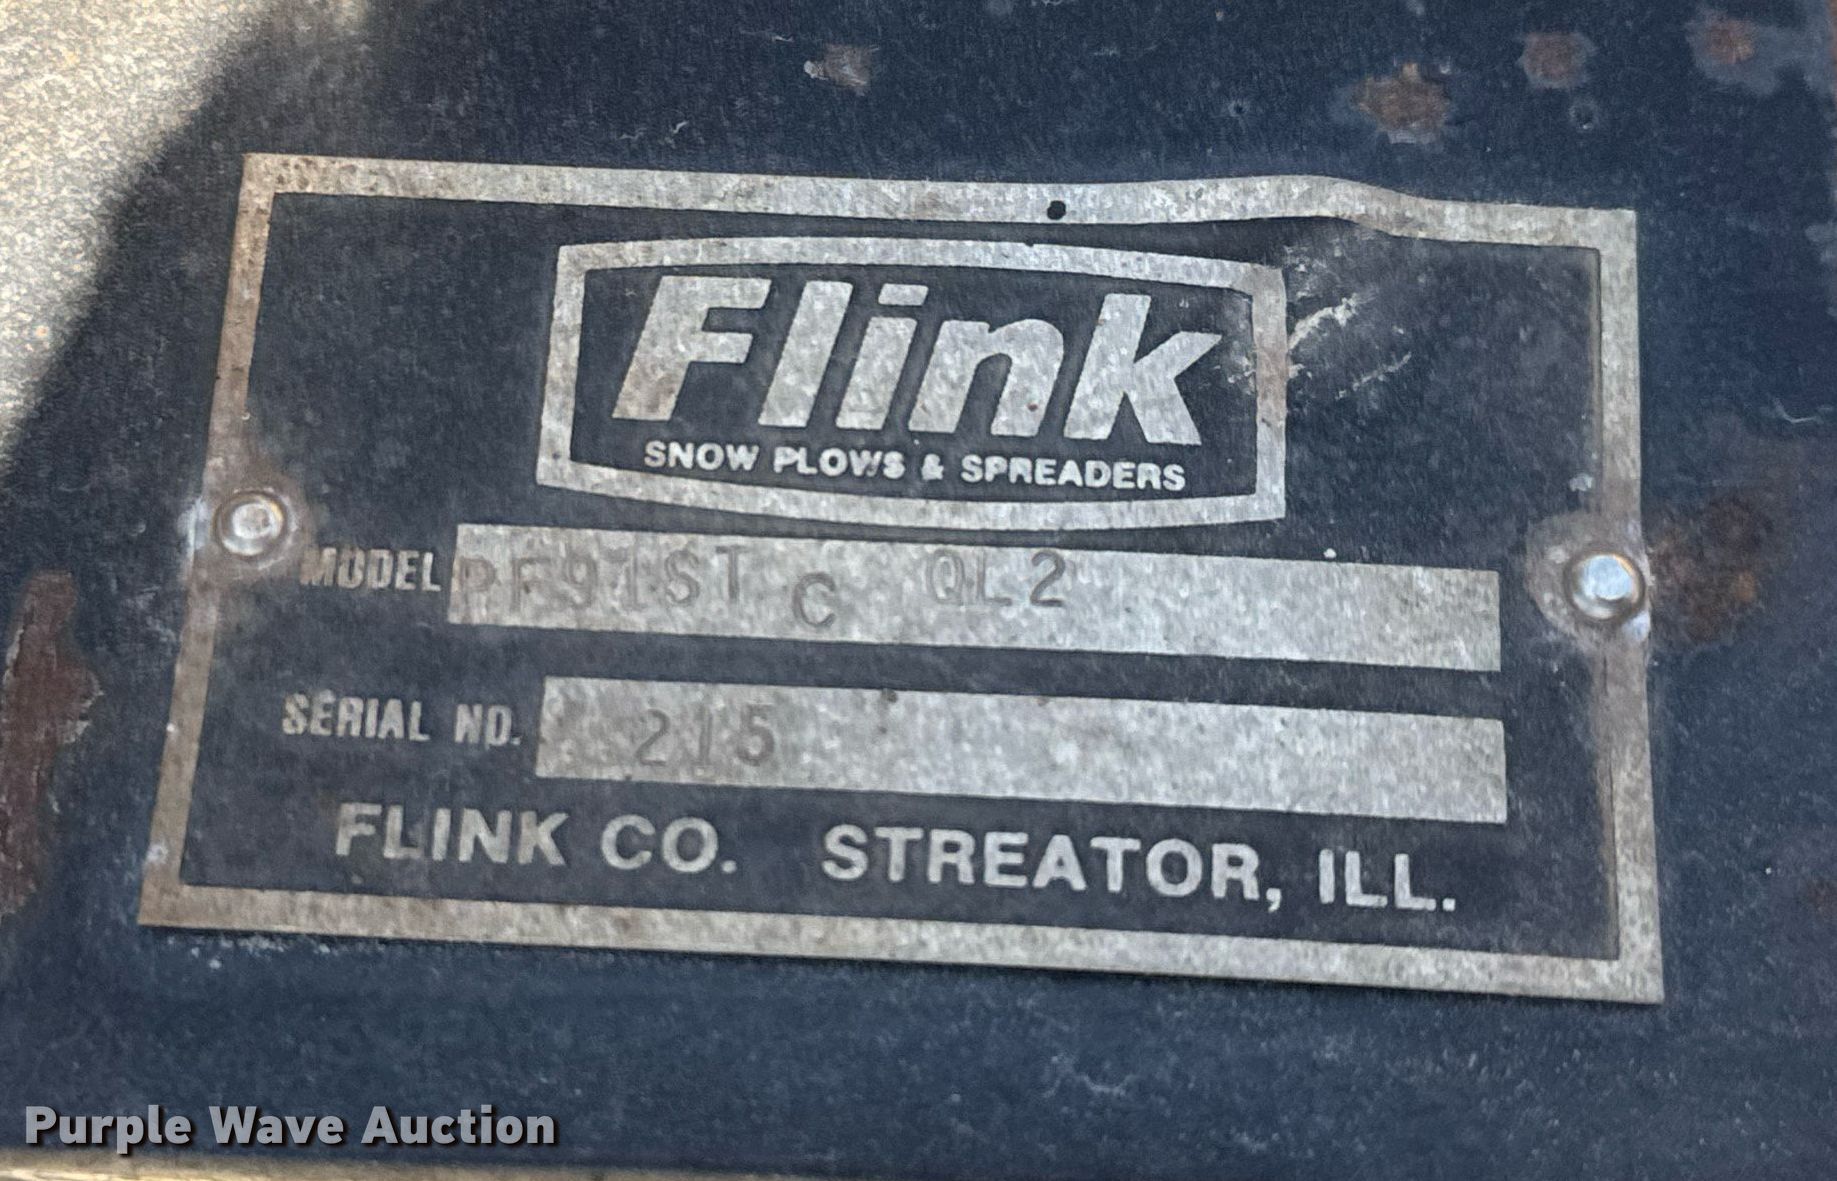 Flink
SNOW PLOWS & SPREADERS
MODEL PF91ST C QL2
SERIAL NO. 215
FLINK CO. STREATOR, ILL.
Purple Wave Auction